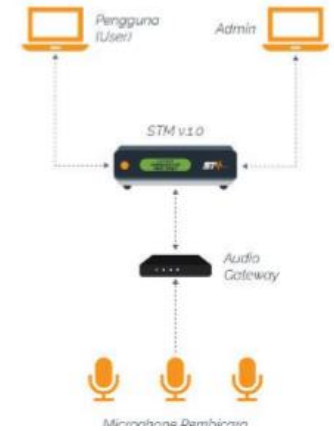 Pengguna
(User)
Admin
STM v.1.0
Audio
Gateway
Microphone Pembicara